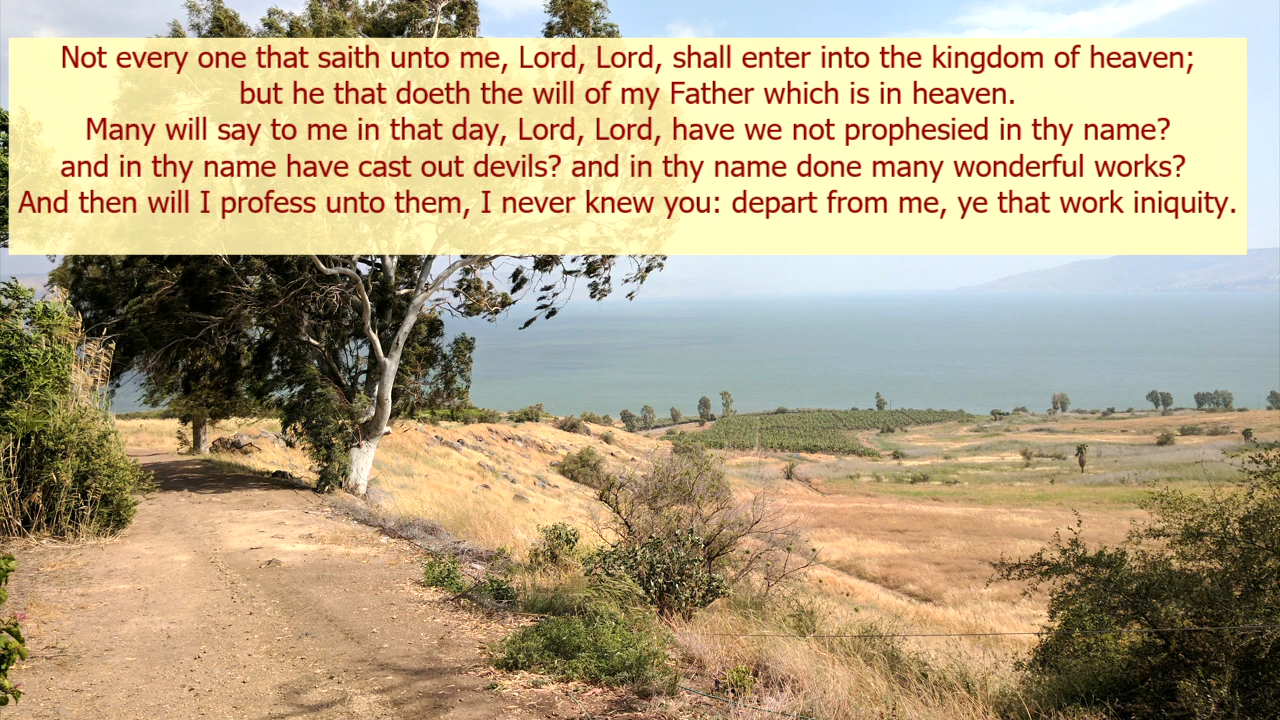 Not every one that saith unto me, Lord, Lord, shall enter into the kingdom of heaven;
but he that doeth the will of my Father which is in heaven.
Many will say to me in that day, Lord, Lord, have we not prophesied in thy name?
and in thy name have cast out devils? and in thy name done many wonderful works?
And then will I profess unto them, I never knew you: depart from me, ye that work iniquity.